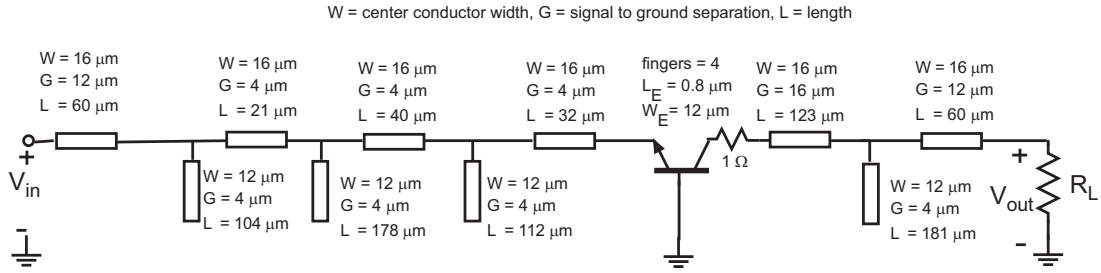 W = center conductor width, G = signal to ground separation, L = length
W = 16 μm
G = 12 μm
L = 60 μm
W = 16 μm
G = 4 μm
L = 21 μm
W = 16 μm
G = 4 μm
L = 40 μm
W = 16 μm
G = 4 μm
L = 32 μm
fingers = 4
L_E = 0.8 μm
W_E = 12 μm
W = 16 μm
G = 16 μm
L = 123 μm
W = 16 μm
G = 12 μm
L = 60 μm
+
V_in
-
W = 12 μm
G = 4 μm
L = 104 μm
W = 12 μm
G = 4 μm
L = 178 μm
W = 12 μm
G = 4 μm
L = 112 μm
1 Ω
W = 12 μm
G = 4 μm
L = 181 μm
+
V_out
-
R_L